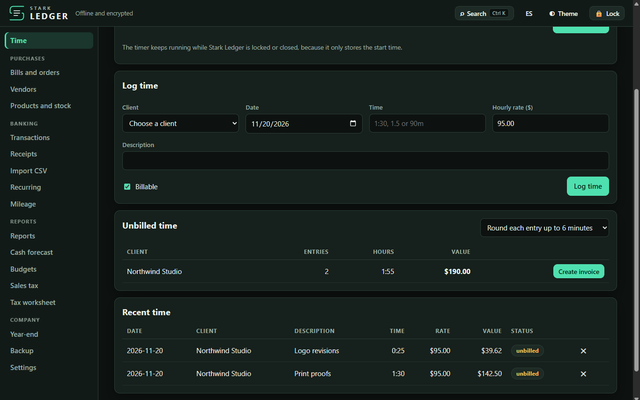 STARK
LEDGER
Offline and encrypted
Search Ctrl K
ES
Theme
Lock
Time
PURCHASES
Bills and orders
Vendors
Products and stock
BANKING
Transactions
Receipts
Import CSV
Recurring
Mileage
REPORTS
Reports
Cash forecast
Budgets
Sales tax
Tax worksheet
COMPANY
Year-end
Backup
Settings
The timer keeps running while Stark Ledger is locked or closed, because it only stores the start time.
Log time
Client Date Time Hourly rate ($)
Choose a client 11/20/2026 1:30, 1.5 or 90m 95.00
Description
Billable
Log time
Unbilled time
Round each entry up to 6 minutes
CLIENT ENTRIES HOURS VALUE
Northwind Studio 2 1:55 $190.00 Create invoice
Recent time
DATE CLIENT DESCRIPTION TIME RATE VALUE STATUS
2026-11-20 Northwind Studio Logo revisions 0:25 $95.00 $39.62 unbilled ✕
2026-11-20 Northwind Studio Print proofs 1:30 $95.00 $142.50 unbilled ✕